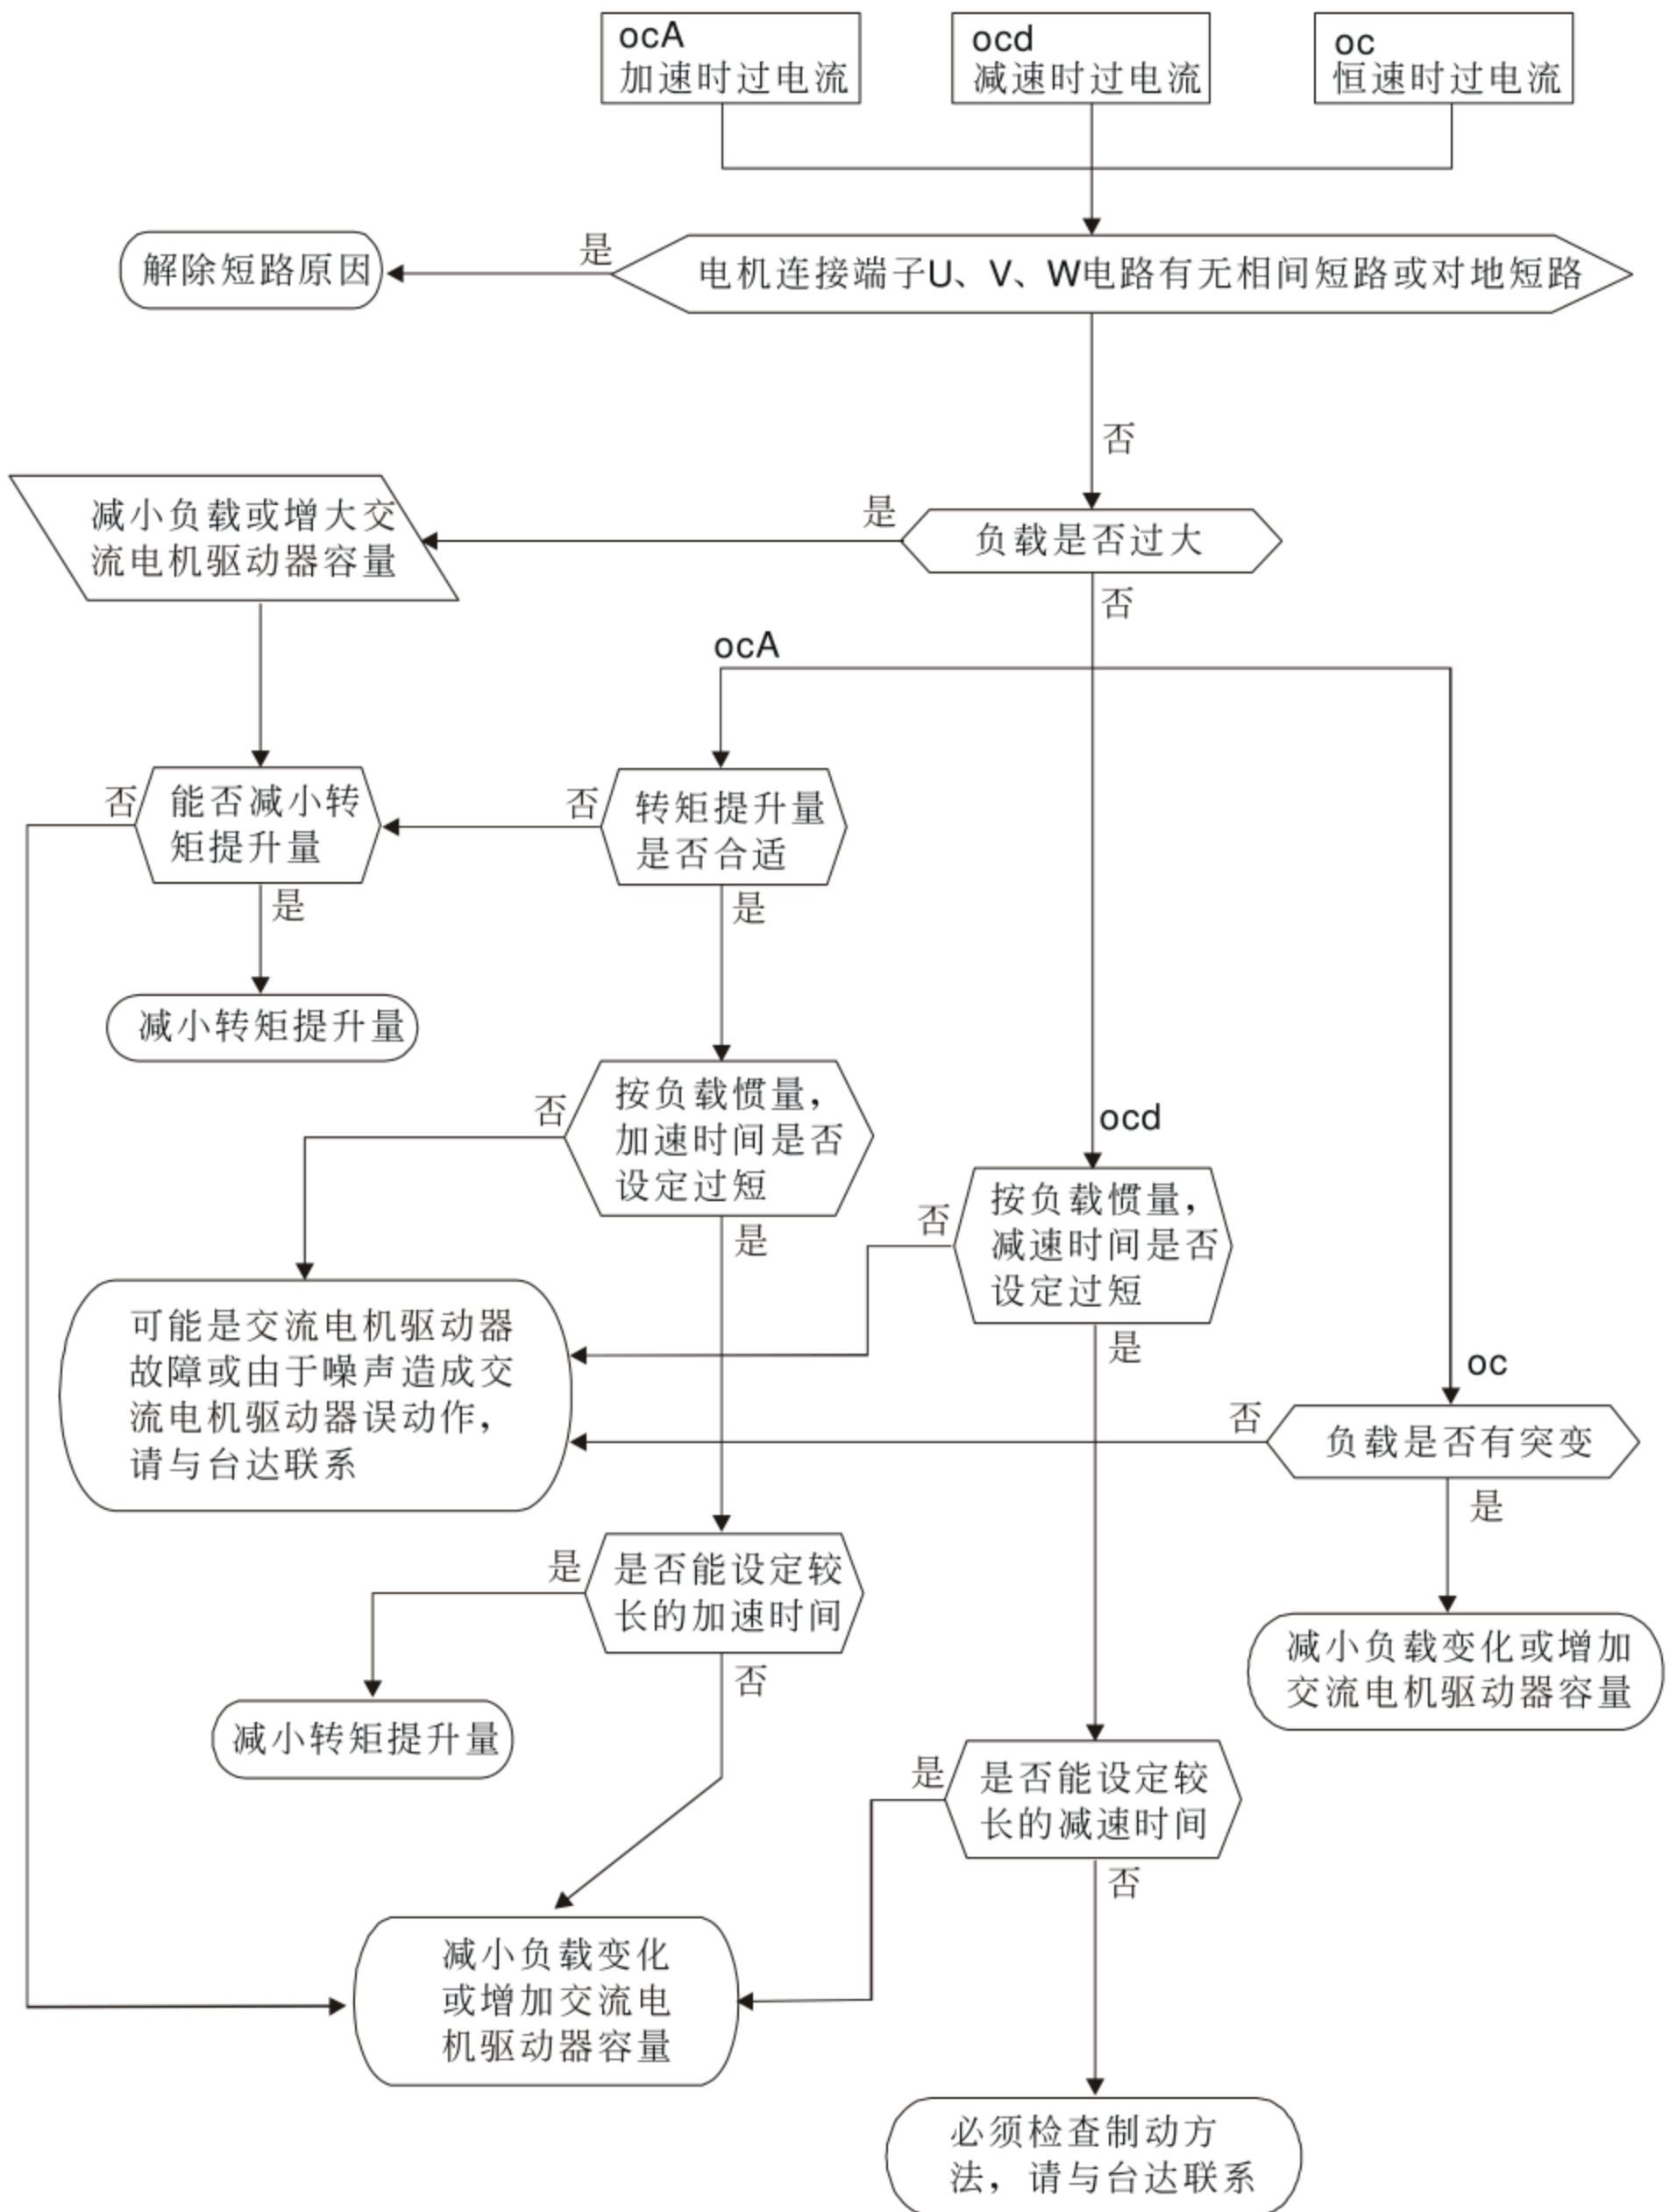 ocA
加速时过电流
ocd
减速时过电流
oc
恒速时过电流
是
解除短路原因
电机连接端子U、V、W电路有无相间短路或对地短路
否
是
减小负载或增大交
流电机驱动器容量
负载是否过大
否
ocA
否
能否减小转
矩提升量
否
转矩提升量
是否合适
是
是
减小转矩提升量
否
按负载惯量，
加速时间是否
设定过短
ocd
是
否
按负载惯量，
减速时间是否
设定过短
是
可能是交流电机驱动器
故障或由于噪声造成交
流电机驱动器误动作，
请与台达联系
oc
否
负载是否有突变
是
是
是否能设定较
长的加速时间
否
减小转矩提升量
减小负载变化或增加
交流电机驱动器容量
是
是否能设定较
长的减速时间
否
减小负载变化
或增加交流电
机驱动器容量
必须检查制动方
法，请与台达联系